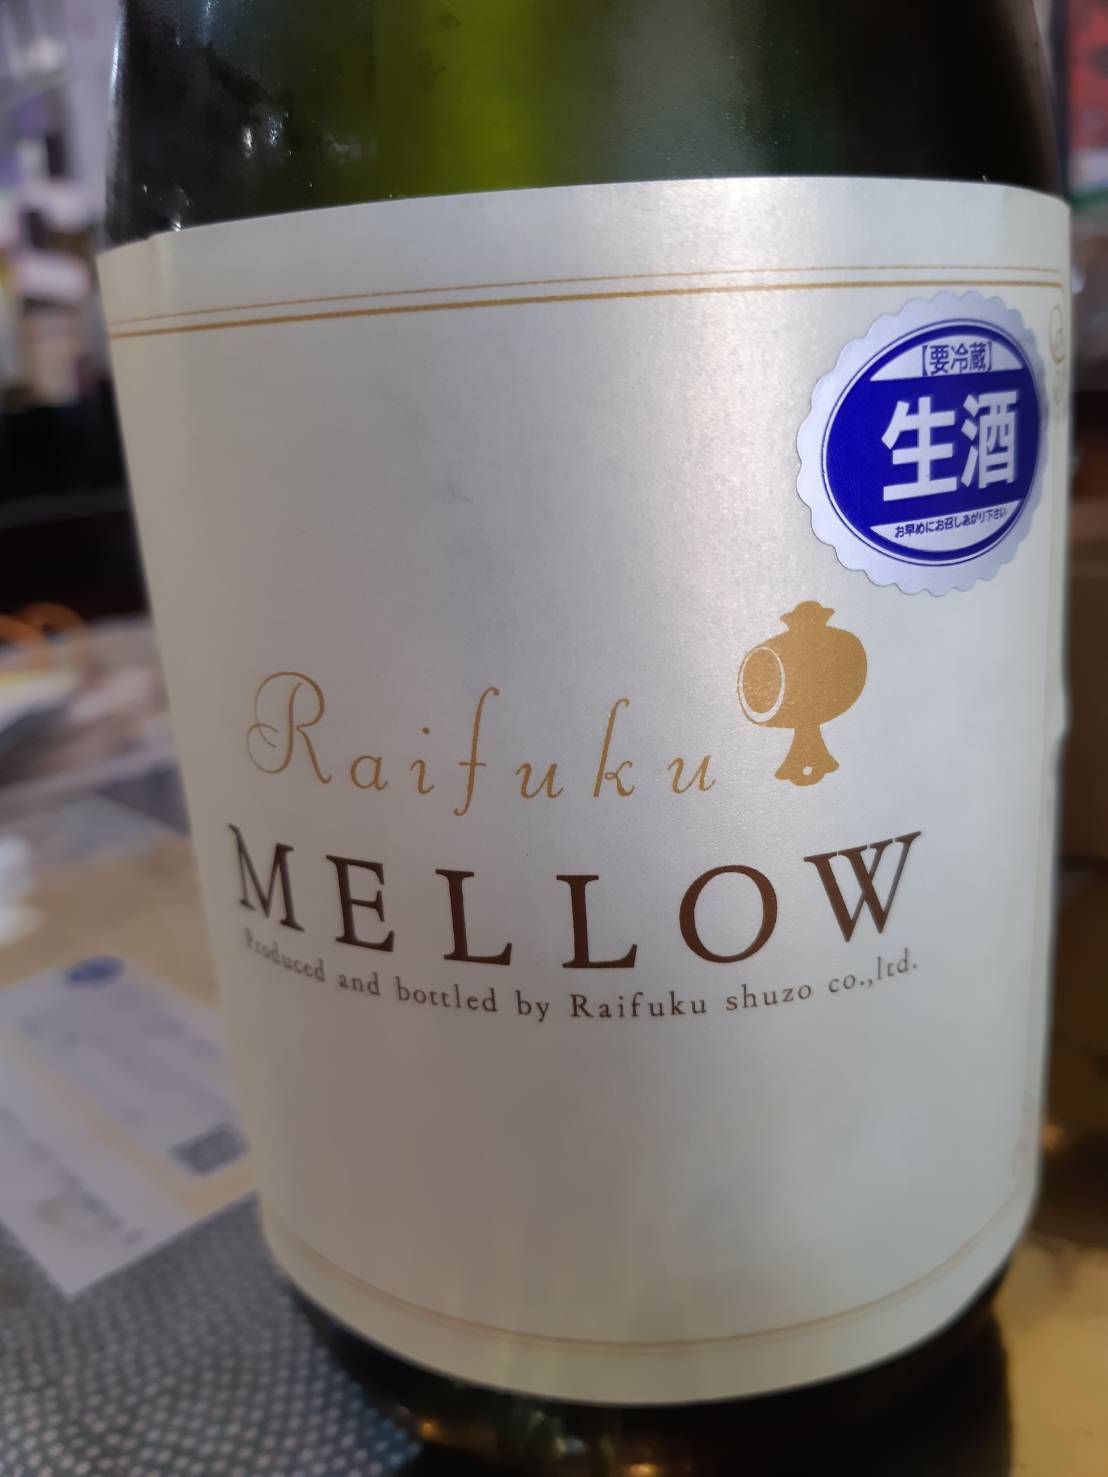 【要冷蔵】
生酒
お早めにお召しあがり下さい
Raifuku
MELLOW
Produced and bottled by Raifuku shuzo co.,ltd.